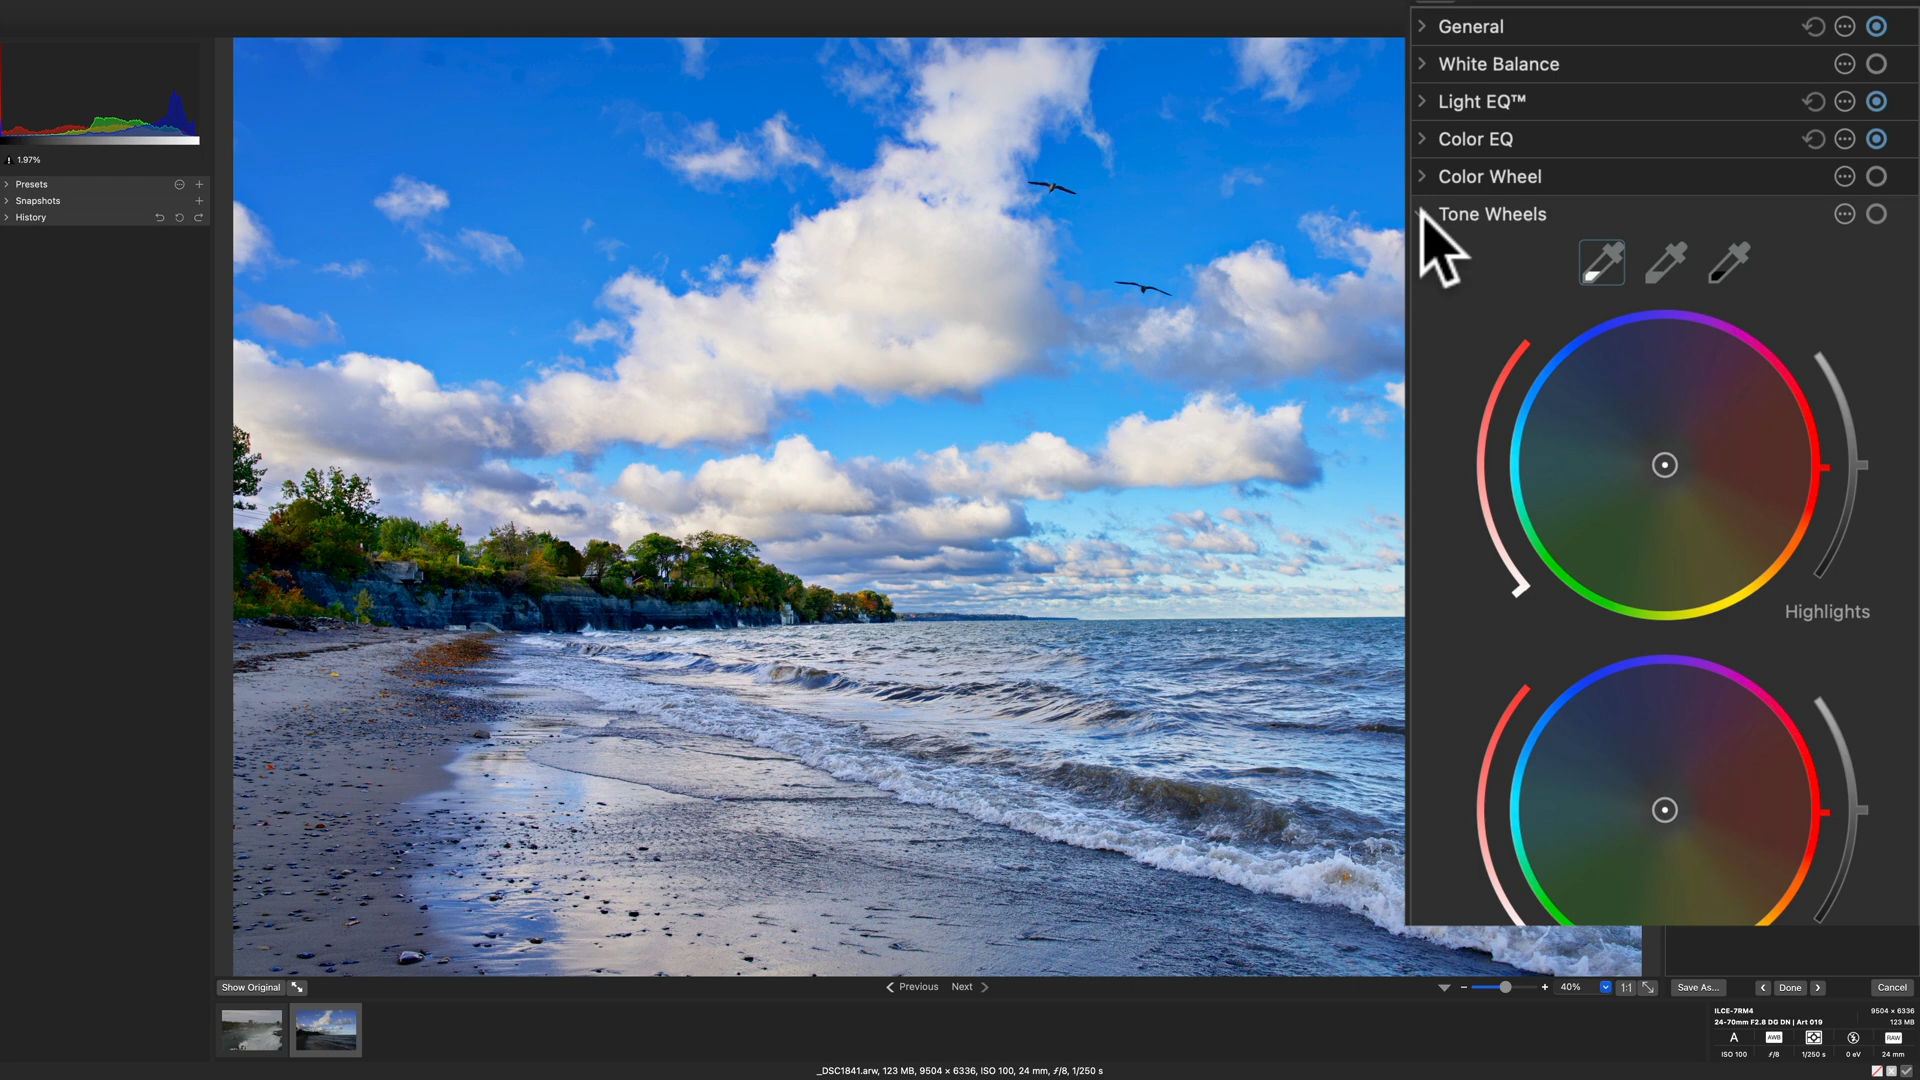 General
White Balance
Light EQ™
Color EQ
Color Wheel
Tone Wheels
Highlights
1.97%
Presets
Snapshots
History
Show Original
Previous Next
40%
1:1
Save As...
Done
Cancel
ILCE-7RM4 9504 × 6336
24-70mm F2.8 DG DN | Art 019 123 MB
A AWB RAW
ISO 100 ƒ/8 1/250 s 0 eV 24 mm
_DSC1841.arw, 123 MB, 9504 × 6336, ISO 100, 24 mm, ƒ/8, 1/250 s